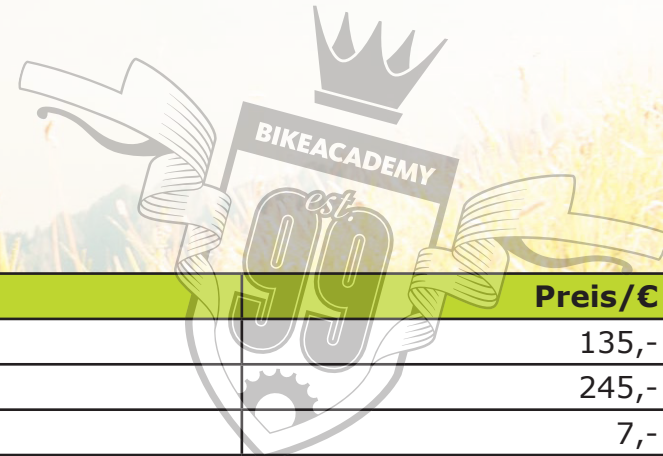 BIKEACADEMY
est.
99
Preis/€
135,-
245,-
7,-